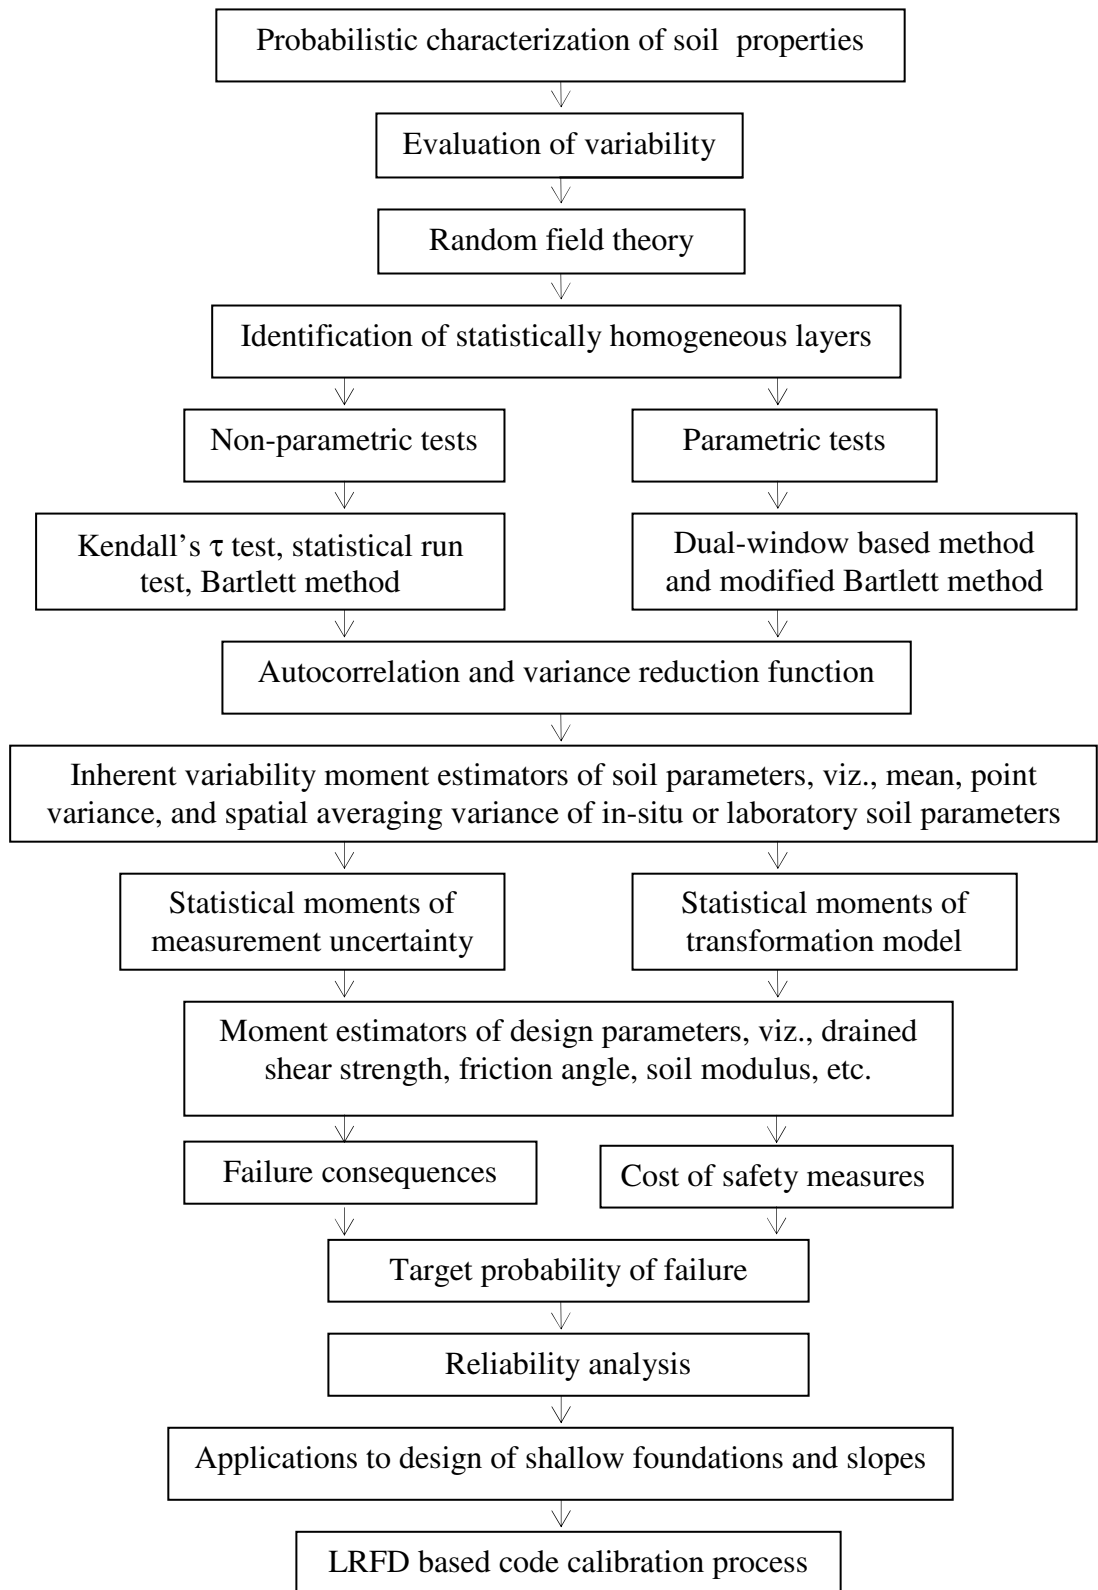 Probabilistic characterization of soil properties
Evaluation of variability
Random field theory
Identification of statistically homogeneous layers
Non-parametric tests
Parametric tests
Kendall's τ test, statistical run
test, Bartlett method
Dual-window based method
and modified Bartlett method
Autocorrelation and variance reduction function
Inherent variability moment estimators of soil parameters, viz., mean, point
variance, and spatial averaging variance of in-situ or laboratory soil parameters
Statistical moments of
measurement uncertainty
Statistical moments of
transformation model
Moment estimators of design parameters, viz., drained
shear strength, friction angle, soil modulus, etc.
Failure consequences
Cost of safety measures
Target probability of failure
Reliability analysis
Applications to design of shallow foundations and slopes
LRFD based code calibration process